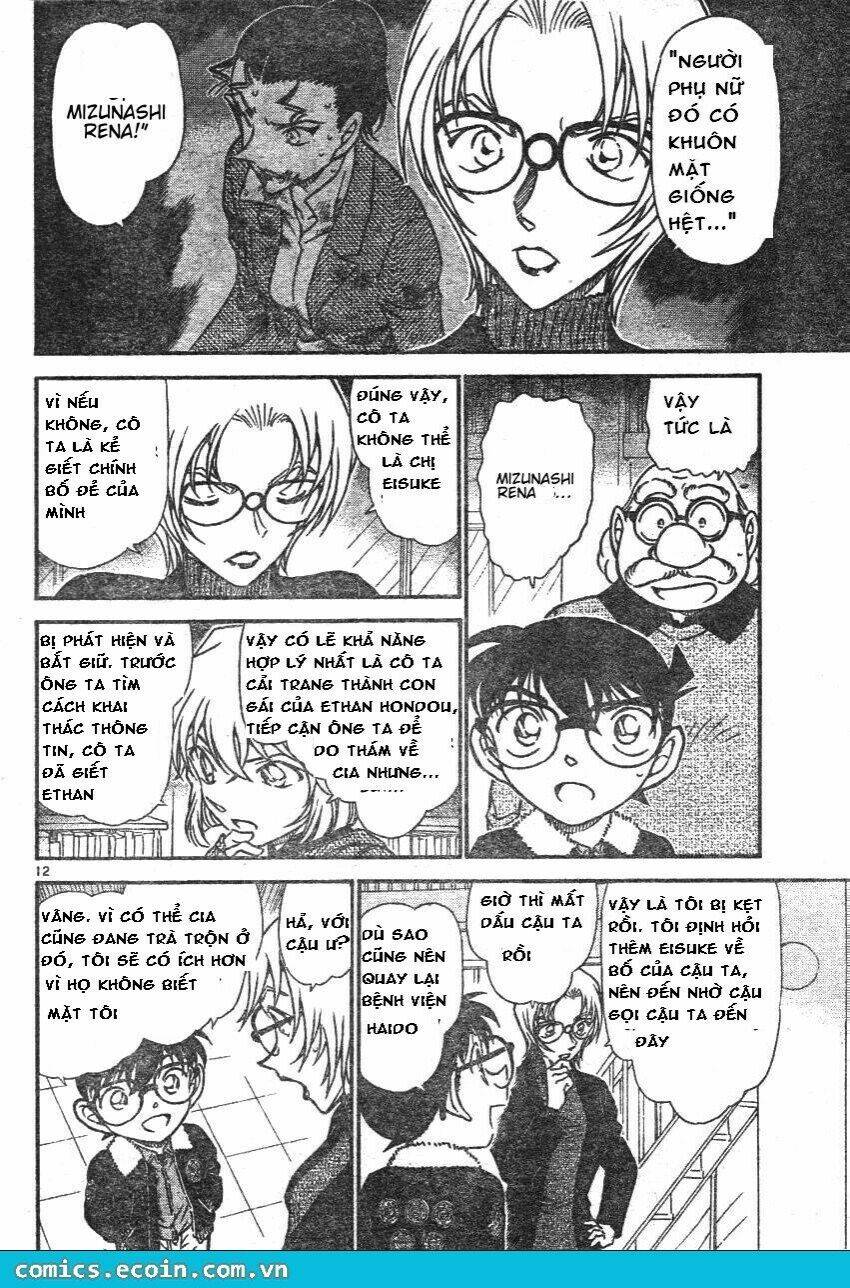 "NGƯỜI
PHỤ NỮ
ĐÓ CÓ
KHUÔN
MẶT
GIỐNG
HỆT..."
MIZUNASHI
RENA!"
VẬY
TỨC LÀ
MIZUNASHI
RENA ...
ĐÚNG VẬY,
CÔ TA
KHÔNG THỂ
LÀ CHỊ
EISUKE
VÌ NẾU
KHÔNG, CÔ
TA LÀ KẺ
GIẾT CHÍNH
BỐ ĐẺ CỦA
MÌNH
VẬY CÓ LẼ KHẢ NĂNG
HỢP LÝ NHẤT LÀ CÔ TA
CẢI TRANG THÀNH CON
GÁI CỦA ETHAN HONDOU,
TIẾP CẬN ÔNG TA ĐỂ
DO THÁM VỀ
CIA NHƯNG...
BỊ PHÁT HIỆN VÀ
BẮT GIỮ. TRƯỚC
ÔNG TA TÌM
CÁCH KHAI
THÁC THÔNG
TIN, CÔ TA
ĐÃ GIẾT
ETHAN
12
VẬY LÀ TÔI BỊ KẸT
RỒI. TÔI ĐỊNH HỎI
THÊM EISUKE VỀ
BỐ CỦA CẬU TA,
NÊN ĐẾN NHỜ CẬU
GỌI CẬU TA ĐẾN
ĐÂY
GIỜ THÌ MẤT
DẤU CẬU TA
RỒI
DÙ SAO
CŨNG NÊN
QUAY LẠI
BỆNH VIỆN
HAIDO
HẢ, VỚI
CẬU Ư?
VÂNG. VÌ CÓ THỂ CIA
CŨNG ĐANG TRÀ TRỘN Ở
ĐÓ, TÔI SẼ CÓ ÍCH HƠN
VÌ HỌ KHÔNG BIẾT
MẶT TÔI
comics.ecoin.com.vn